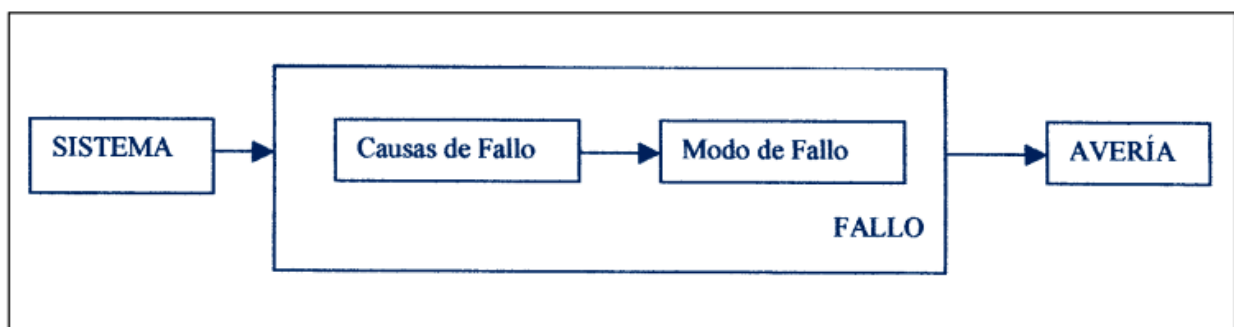 SISTEMA
Causas de Fallo
Modo de Fallo
AVERÍA
FALLO